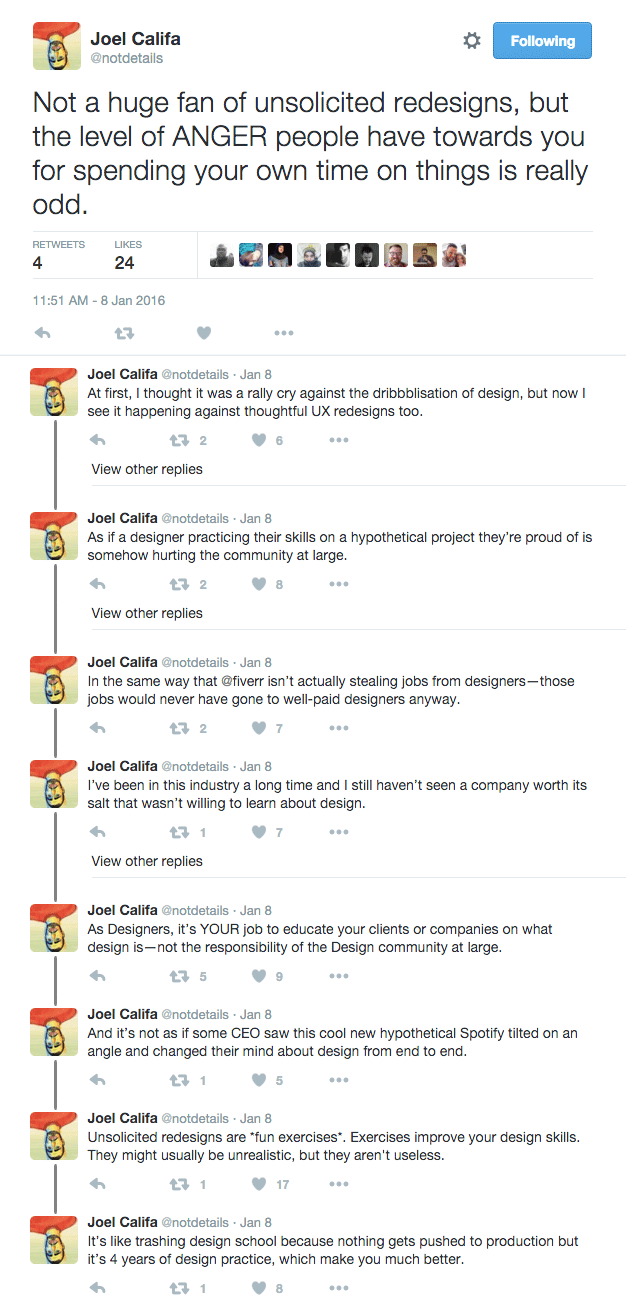 Joel Califa
@notdetails
Following
Not a huge fan of unsolicited redesigns, but
the level of ANGER people have towards you
for spending your own time on things is really
odd.
RETWEETS LIKES
4 24
11:51 AM - 8 Jan 2016
Joel Califa @notdetails · Jan 8
At first, I thought it was a rally cry against the dribbblisation of design, but now I
see it happening against thoughtful UX redesigns too.
2 6
View other replies
Joel Califa @notdetails · Jan 8
As if a designer practicing their skills on a hypothetical project they're proud of is
somehow hurting the community at large.
2 8
View other replies
Joel Califa @notdetails · Jan 8
In the same way that @fiverr isn't actually stealing jobs from designers—those
jobs would never have gone to well-paid designers anyway.
2 7
Joel Califa @notdetails · Jan 8
I've been in this industry a long time and I still haven't seen a company worth its
salt that wasn't willing to learn about design.
1 7
View other replies
Joel Califa @notdetails · Jan 8
As Designers, it's YOUR job to educate your clients or companies on what
design is—not the responsibility of the Design community at large.
5 9
Joel Califa @notdetails · Jan 8
And it's not as if some CEO saw this cool new hypothetical Spotify tilted on an
angle and changed their mind about design from end to end.
1 5
Joel Califa @notdetails · Jan 8
Unsolicited redesigns are *fun exercises*. Exercises improve your design skills.
They might usually be unrealistic, but they aren't useless.
1 17
Joel Califa @notdetails · Jan 8
It's like trashing design school because nothing gets pushed to production but
it's 4 years of design practice, which make you much better.
1 8